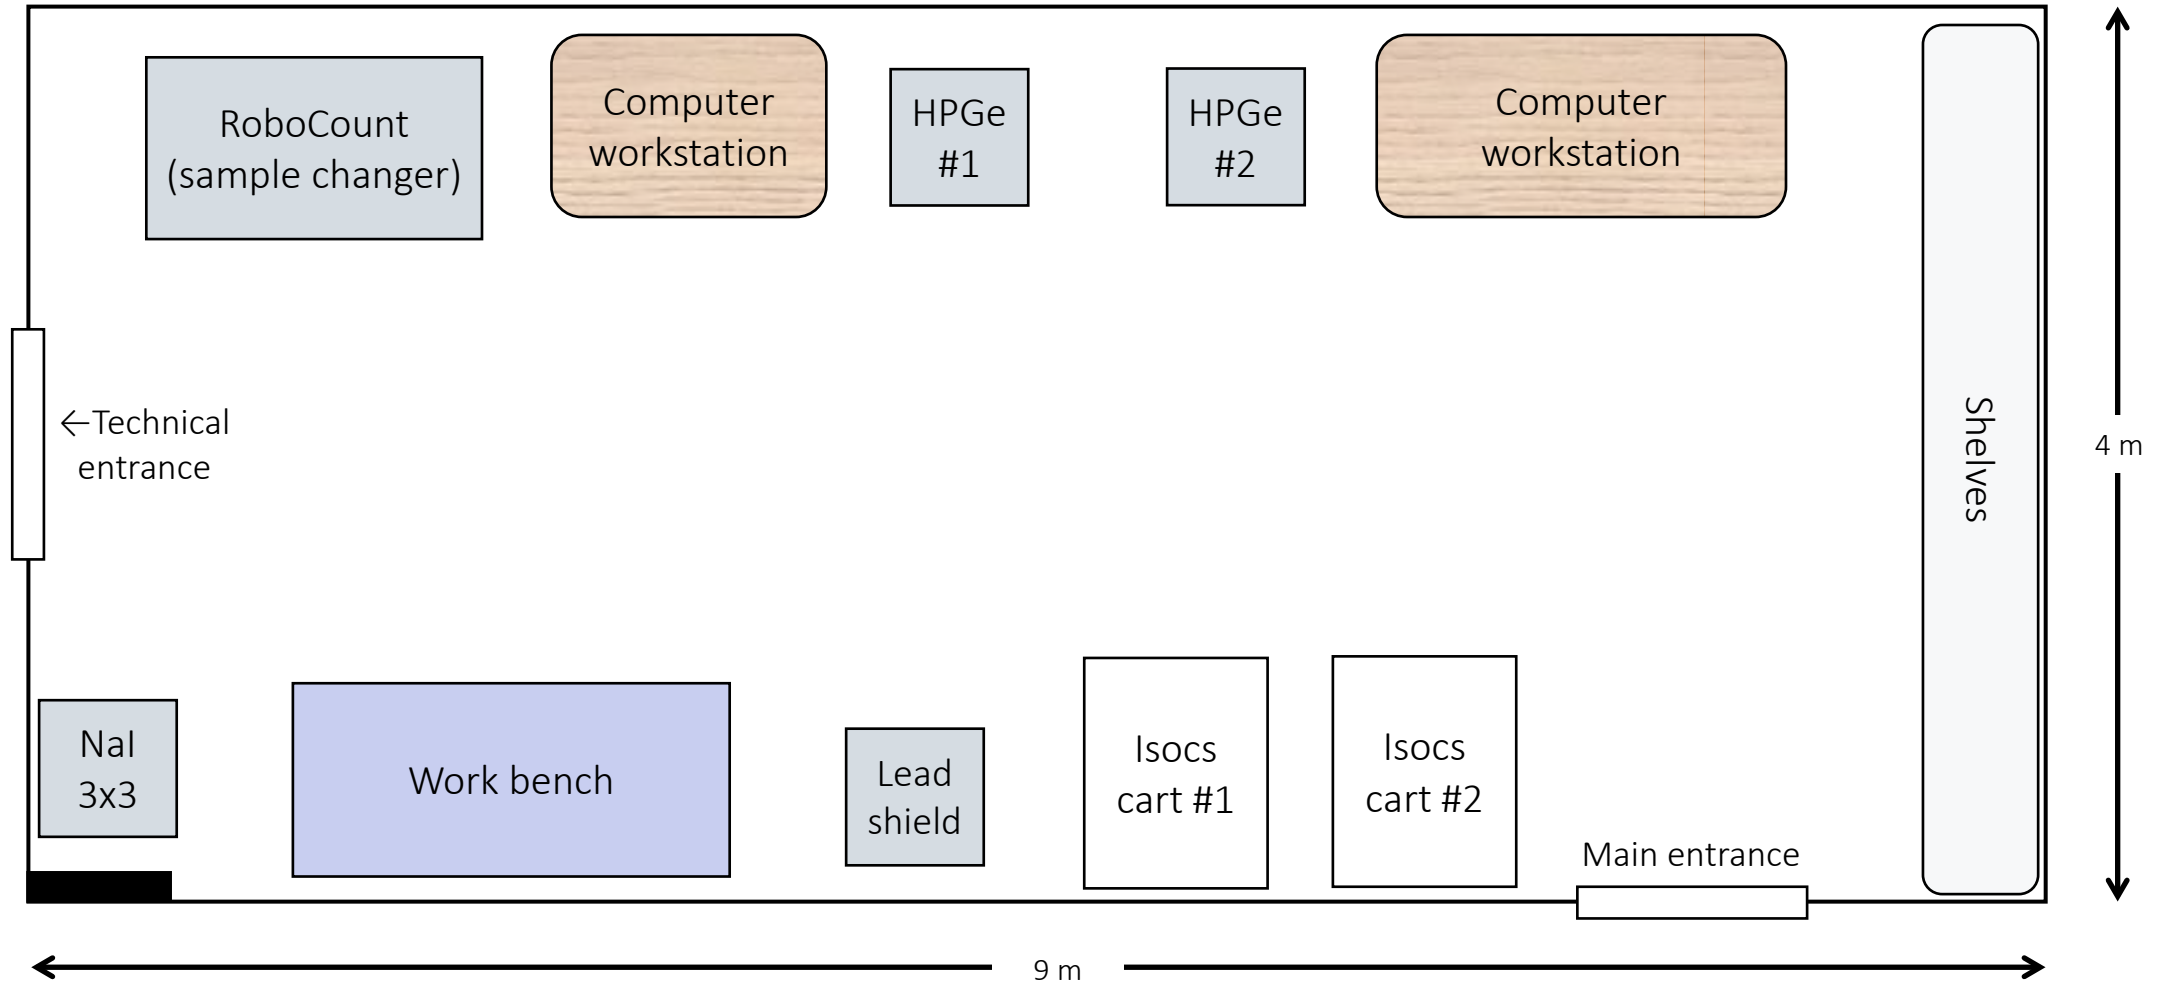 RoboCount
(sample changer)
Computer
workstation
HPGe
#1
HPGe
#2
Computer
workstation
Shelves
4 m
←Technical
entrance
NaI
3x3
Work bench
Lead
shield
Isocs
cart #1
Isocs
cart #2
Main entrance
9 m